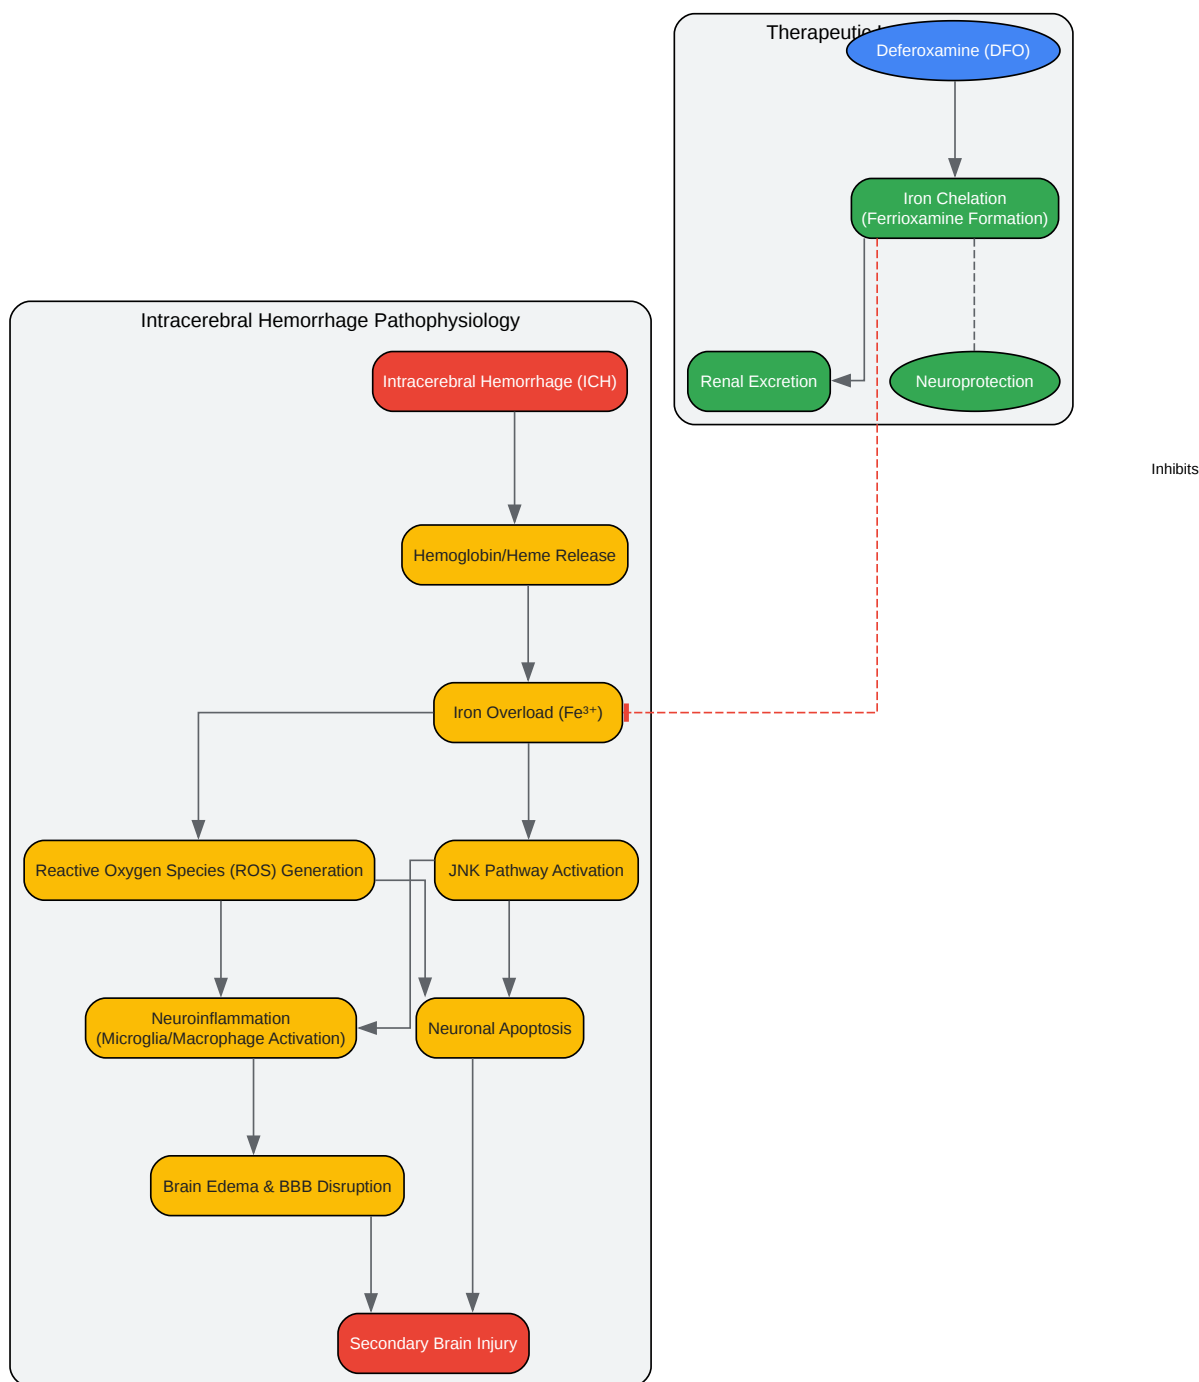 Therapeutic
Deferoxamine (DFO)
Iron Chelation
(Ferrioxamine Formation)
Renal Excretion
Neuroprotection
Inhibits
Intracerebral Hemorrhage Pathophysiology
Intracerebral Hemorrhage (ICH)
Hemoglobin/Heme Release
Iron Overload (Fe³⁺)
Reactive Oxygen Species (ROS) Generation
JNK Pathway Activation
Neuroinflammation
(Microglia/Macrophage Activation)
Neuronal Apoptosis
Brain Edema & BBB Disruption
Secondary Brain Injury